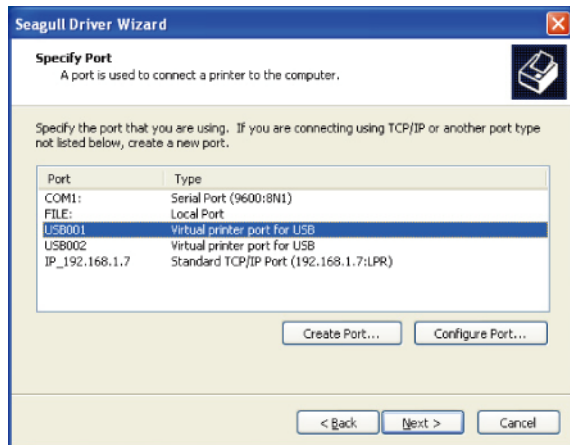 Seagull Driver Wizard
Specify Port
A port is used to connect a printer to the computer.
Specify the port that you are using. If you are connecting using TCP/IP or another port type
not listed below, create a new port.
Port Type
COM1: Serial Port (9600:8N1)
FILE: Local Port
USB001 Virtual printer port for USB
USB002 Virtual printer port for USB
IP_192.168.1.7 Standard TCP/IP Port (192.168.1.7:LPR)
Create Port... Configure Port...
< Back Next > Cancel